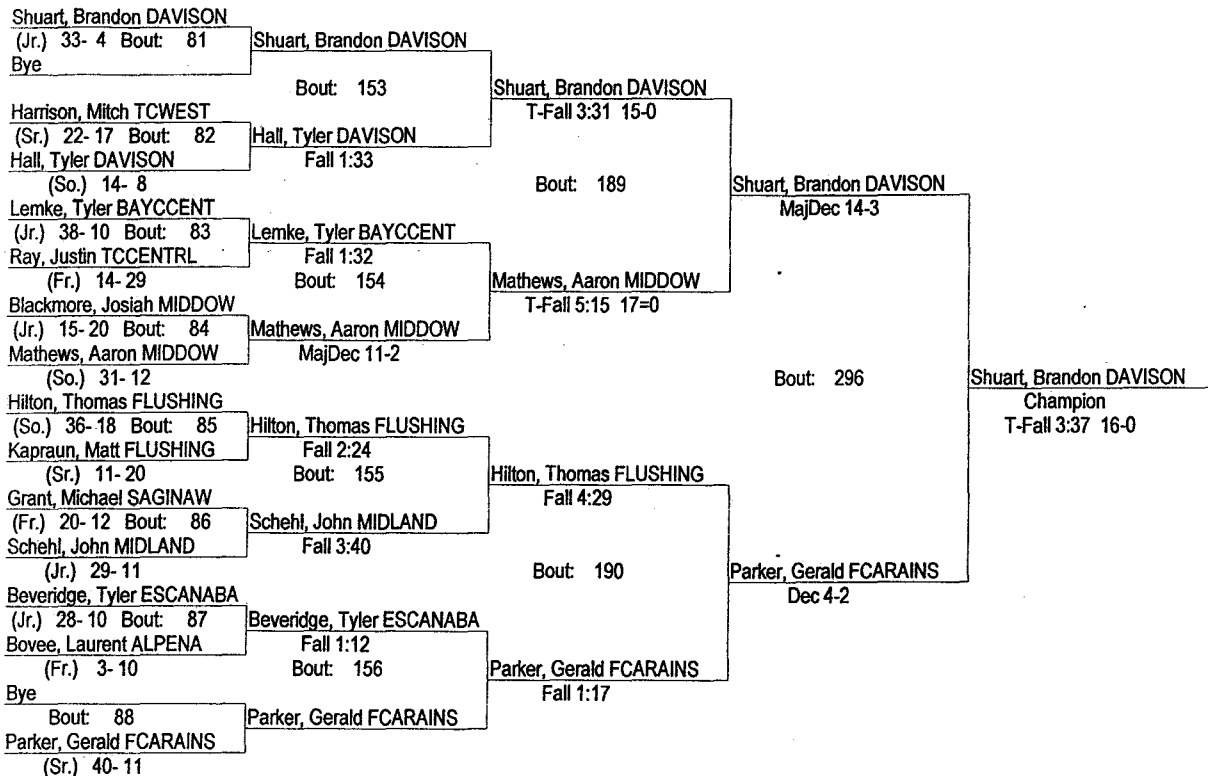 Shuart, Brandon DAVISON
(Jr.) 33- 4 Bout: 81
Bye
Harrison, Mitch TCWEST
(Sr.) 22- 17 Bout: 82
Hall, Tyler DAVISON
(So.) 14- 8
Lemke, Tyler BAYCCENT
(Jr.) 38- 10 Bout: 83
Ray, Justin TCCENTRL
(Fr.) 14- 29
Blackmore, Josiah MIDDOW
(Jr.) 15- 20 Bout: 84
Mathews, Aaron MIDDOW
(So.) 31- 12
Hilton, Thomas FLUSHING
(So.) 36- 18 Bout: 85
Kapraun, Matt FLUSHING
(Sr.) 11- 20
Grant, Michael SAGINAW
(Fr.) 20- 12 Bout: 86
Schehl, John MIDLAND
(Jr.) 29- 11
Beveridge, Tyler ESCANABA
(Jr.) 28- 10 Bout: 87
Bovee, Laurent ALPENA
(Fr.) 3- 10
Bye
Bout: 88
Parker, Gerald FCARAINS
(Sr.) 40- 11
Shuart, Brandon DAVISON
Bout: 153
Hall, Tyler DAVISON
Fall 1:33
Lemke, Tyler BAYCCENT
Fall 1:32
Bout: 154
Mathews, Aaron MIDDOW
MajDec 11-2
Hilton, Thomas FLUSHING
Fall 2:24
Bout: 155
Schehl, John MIDLAND
Fall 3:40
Beveridge, Tyler ESCANABA
Fall 1:12
Bout: 156
Parker, Gerald FCARAINS
Shuart, Brandon DAVISON
T-Fall 3:31 15-0
Bout: 189
Mathews, Aaron MIDDOW
T-Fall 5:15 17=0
Hilton, Thomas FLUSHING
Fall 4:29
Bout: 190
Parker, Gerald FCARAINS
Fall 1:17
Shuart, Brandon DAVISON
MajDec 14-3
Bout: 296
Parker, Gerald FCARAINS
Dec 4-2
Shuart, Brandon DAVISON
Champion
T-Fall 3:37 16-0